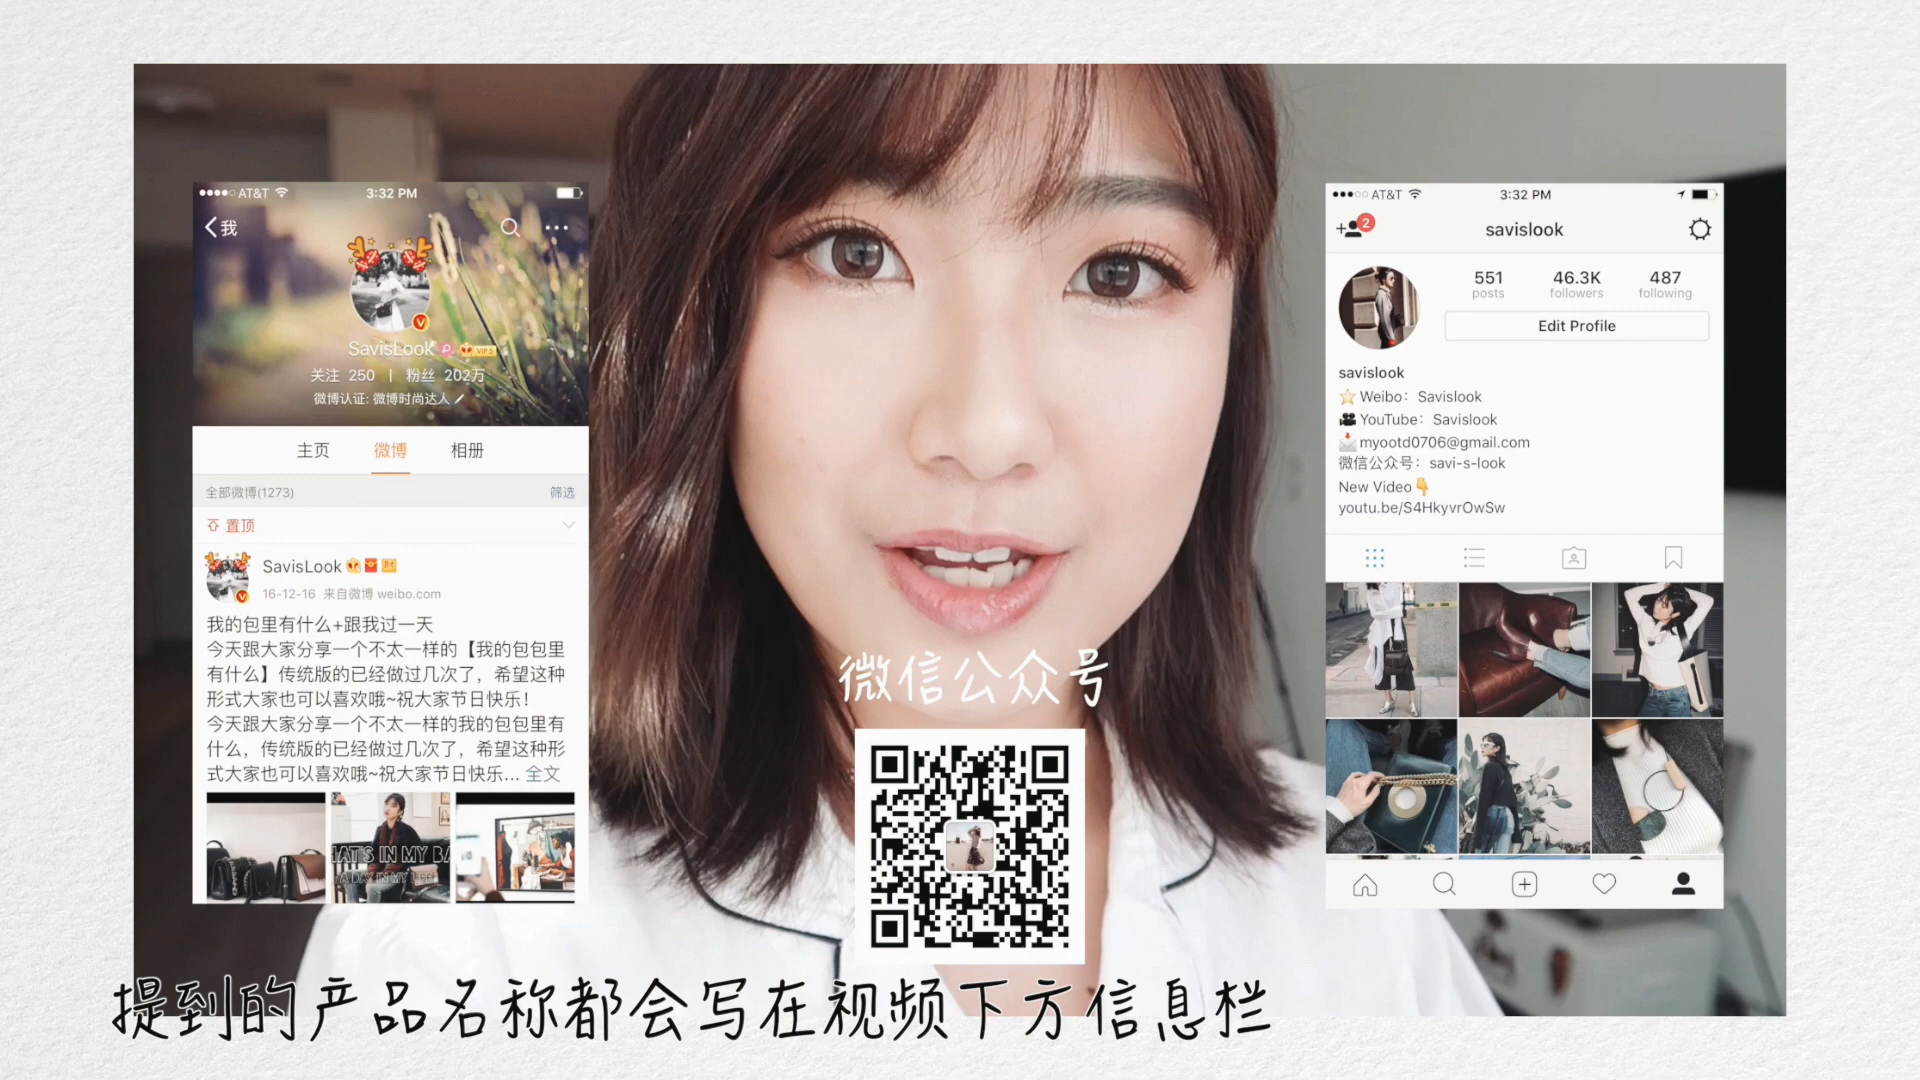 AT&T
3:32 PM
我
SavisLook
关注 250 | 粉丝 202万
微博认证: 微博时尚达人
主页 微博 相册
全部微博(1273) 筛选
置顶
SavisLook
16-12-16 来自微博 weibo.com
我的包里有什么+跟我过一天
今天跟大家分享一个不太一样的【我的包包里
有什么】传统版的已经做过几次了，希望这种
形式大家也可以喜欢哦~祝大家节日快乐！
今天跟大家分享一个不太一样的我的包包里有
什么，传统版的已经做过几次了，希望这种形
式大家也可以喜欢哦~祝大家节日快乐... 全文
微信公众号
AT&T 3:32 PM
2
savislook
551 46.3K 487
posts followers following
Edit Profile
savislook
Weibo：Savislook
YouTube：Savislook
myootd0706@gmail.com
微信公众号：savi-s-look
New Video
youtu.be/S4HkyvrOwSw
提到的产品名称都会写在视频下方信息栏